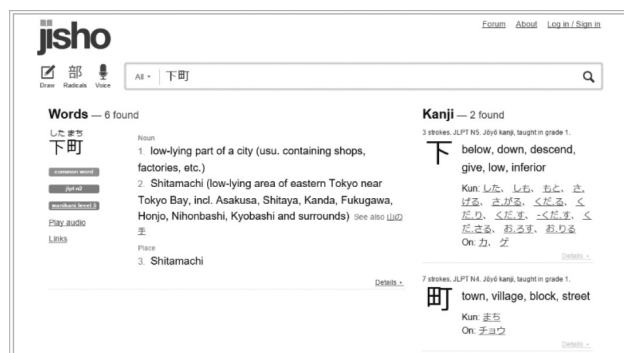 Forum About Log in / Sign in
jisho
Draw Radicals Voice
All 下町
Words — 6 found
したまち
下町
common word
jlpt n3
wanikani level 5
Play audio
Links
Noun
1. low-lying part of a city (usu. containing shops,
factories, etc.)
2. Shitamachi (low-lying area of eastern Tokyo near
Tokyo Bay, incl. Asakusa, Shitaya, Kanda, Fukugawa,
Honjo, Nihonbashi, Kyobashi and surrounds) See also 山の
手
Place
3. Shitamachi
Details
Kanji — 2 found
3 strokes. JLPT N5. Jōyō kanji, taught in grade 1.
下 below, down, descend,
give, low, inferior
Kun: した、 しも、 もと、 さ.
げる、 さ.がる、 くだ.る、 く
だ.り、 くだ.す、 -くだ.す、 く
だ.さる、 お.ろす、 お.りる
On: カ、 ゲ
Details
7 strokes. JLPT N4. Jōyō kanji, taught in grade 1.
町 town, village, block, street
Kun: まち
On: チョウ
Details